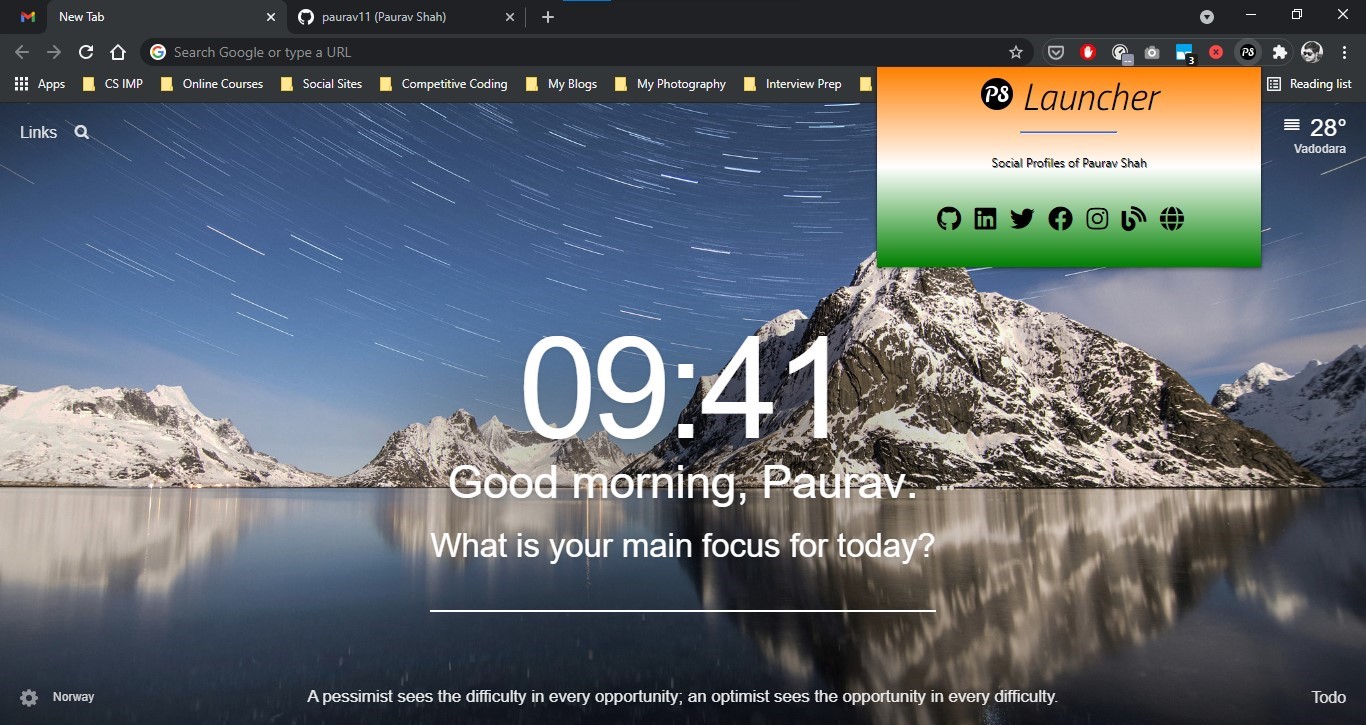 New Tab
paurav11 (Paurav Shah)
Search Google or type a URL
3
PS
Apps
CS IMP
Online Courses
Social Sites
Competitive Coding
My Blogs
My Photography
Interview Prep
Reading list
PS Launcher
Social Profiles of Paurav Shah
Links
28°
Vadodara
09:41
Good morning, Paurav.
What is your main focus for today?
Norway
A pessimist sees the difficulty in every opportunity; an optimist sees the opportunity in every difficulty.
Todo